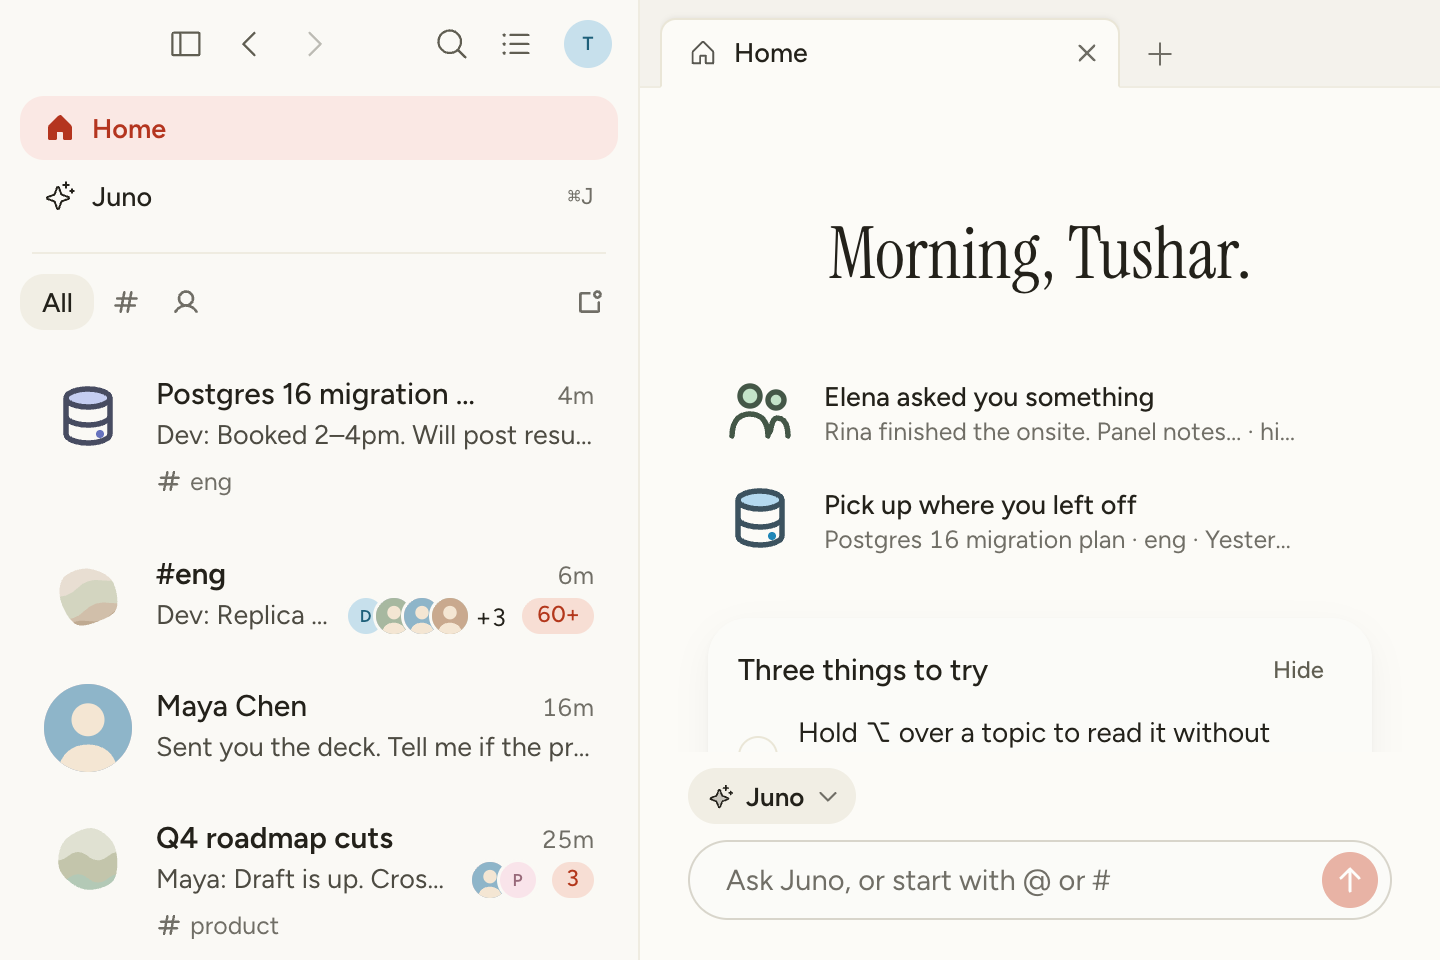 T
Home
Juno
⌘J
All
Postgres 16 migration ...
4m
Dev: Booked 2–4pm. Will post resu...
# eng
#eng
6m
Dev: Replica ...
D
+3
60+
Maya Chen
16m
Sent you the deck. Tell me if the pr...
Q4 roadmap cuts
25m
Maya: Draft is up. Cros...
P
3
# product
Home
Morning, Tushar.
Elena asked you something
Rina finished the onsite. Panel notes... · hi...
Pick up where you left off
Postgres 16 migration plan · eng · Yester...
Three things to try
Hide
Hold ⌥ over a topic to read it without
Juno
Ask Juno, or start with @ or #